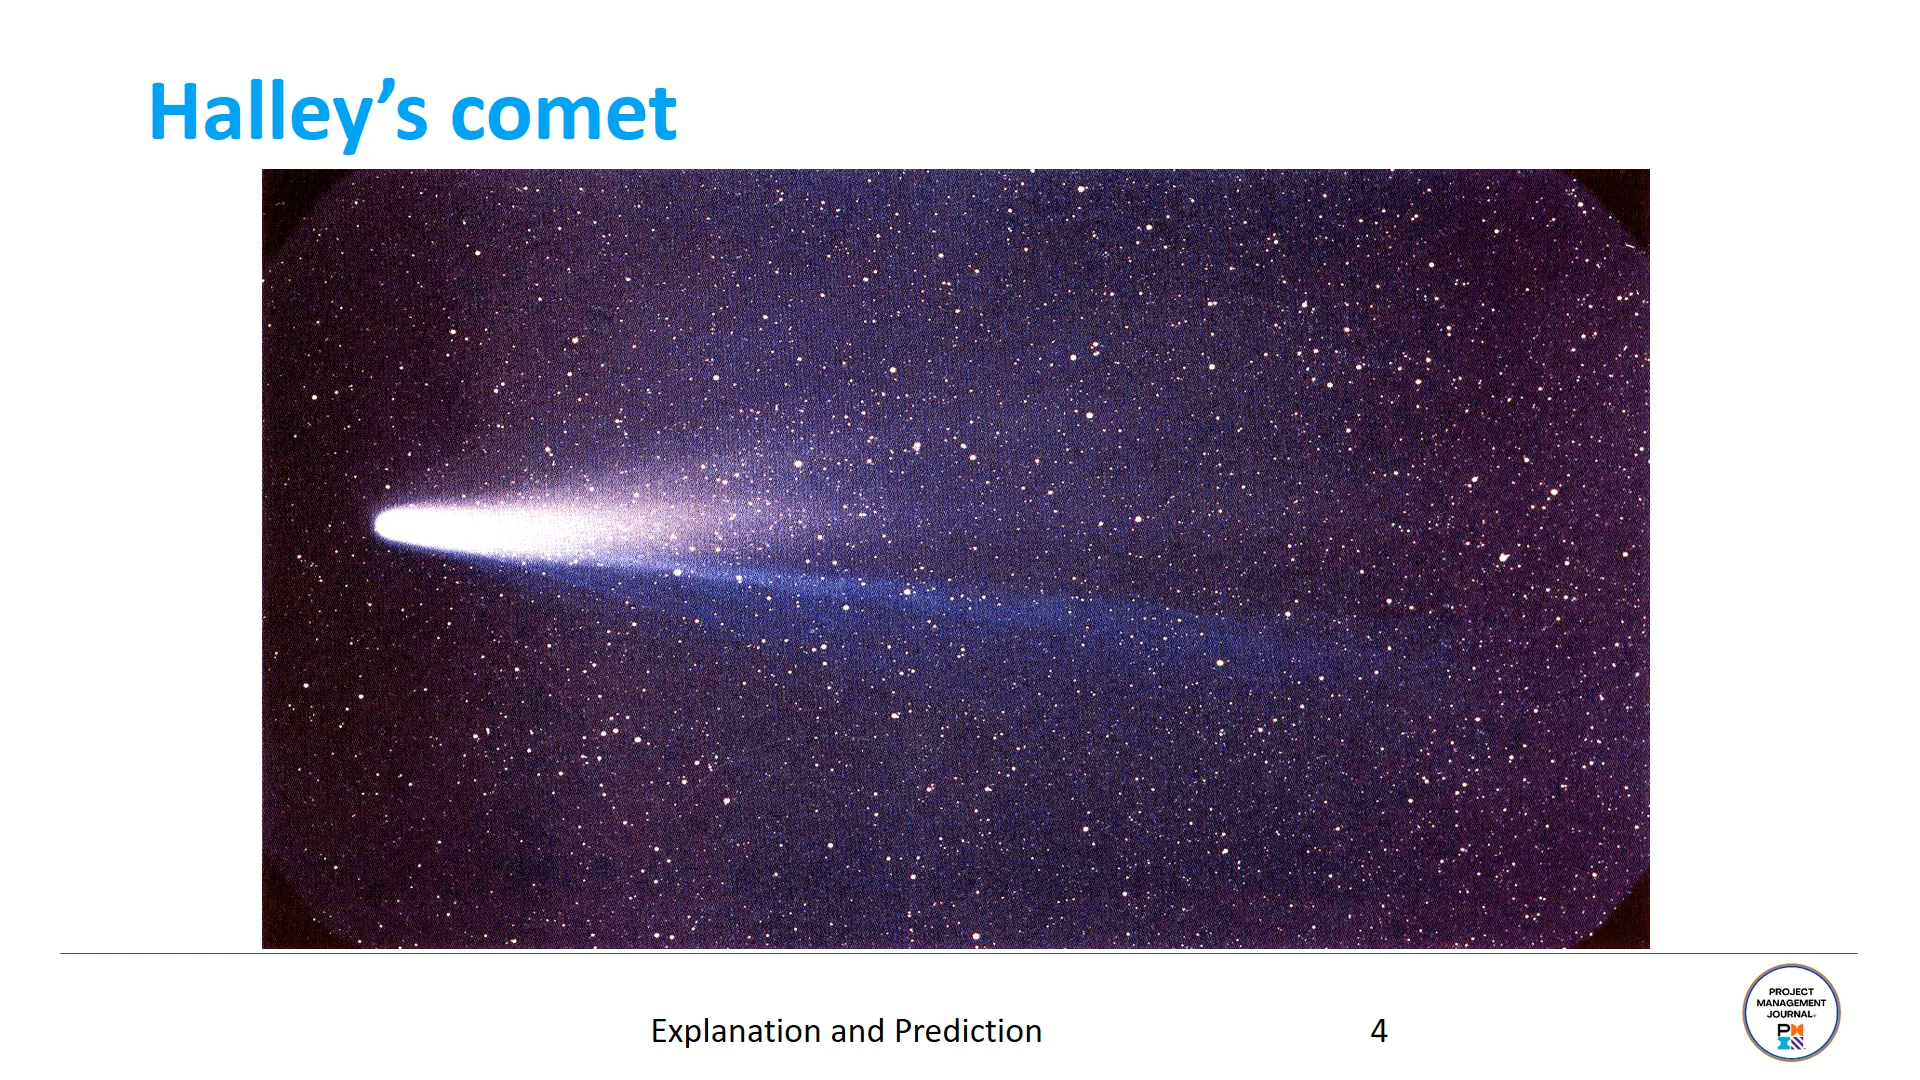 Halley’s comet
Explanation and Prediction
4
PROJECT
MANAGEMENT
JOURNAL
PM